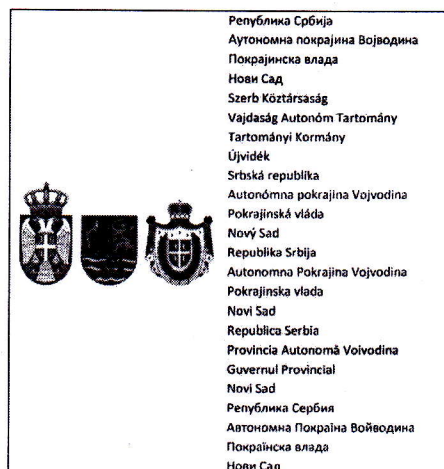 Република Србија
Аутономна покрајина Војводина
Покрајинска влада
Нови Сад
Szerb Köztársaság
Vajdaság Autonóm Tartomány
Tartományi Kormány
Újvidék
Srbská republika
Autonómna pokrajina Vojvodina
Pokrajinská vláda
Nový Sad
Republika Srbija
Autonomna Pokrajina Vojvodina
Pokrajinska vlada
Novi Sad
Republica Serbia
Provincia Autonomă Voivodina
Guvernul Provincial
Novi Sad
Република Сербия
Автономна Покраїна Войводина
Покраїнска влада
Нови Сад